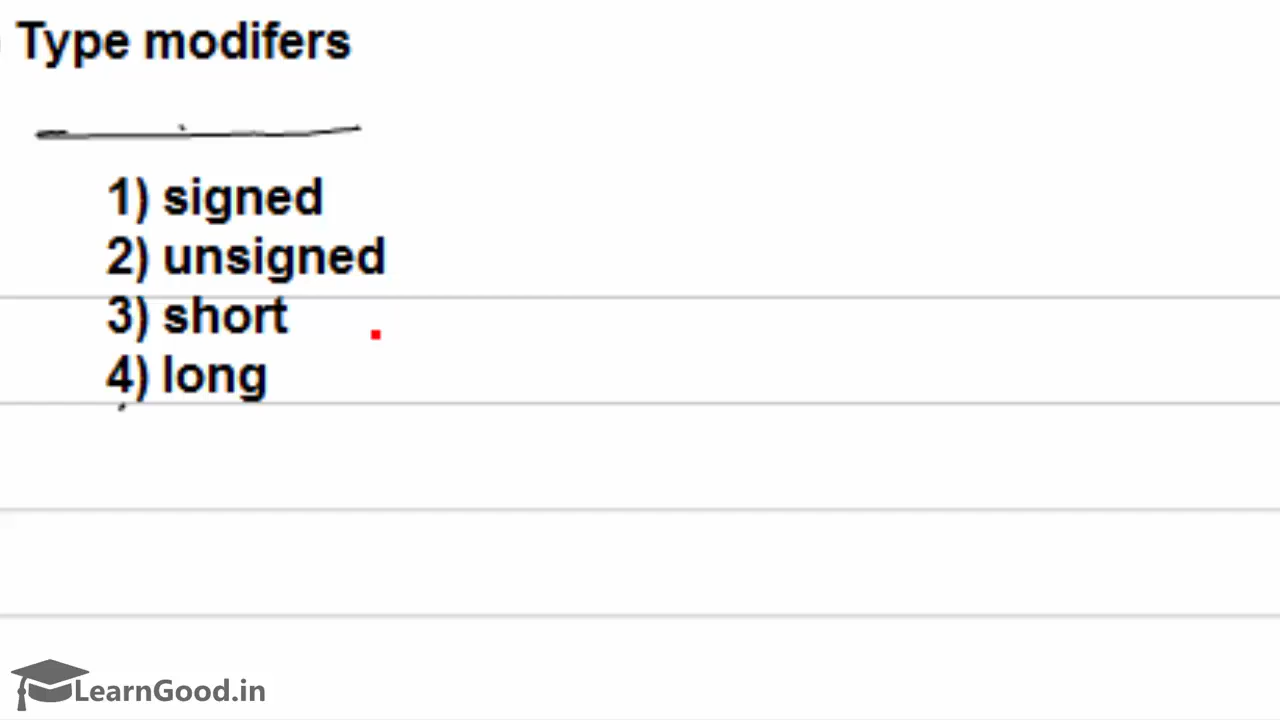 Type modifers
1) signed
2) unsigned
3) short
4) long
LearnGood.in